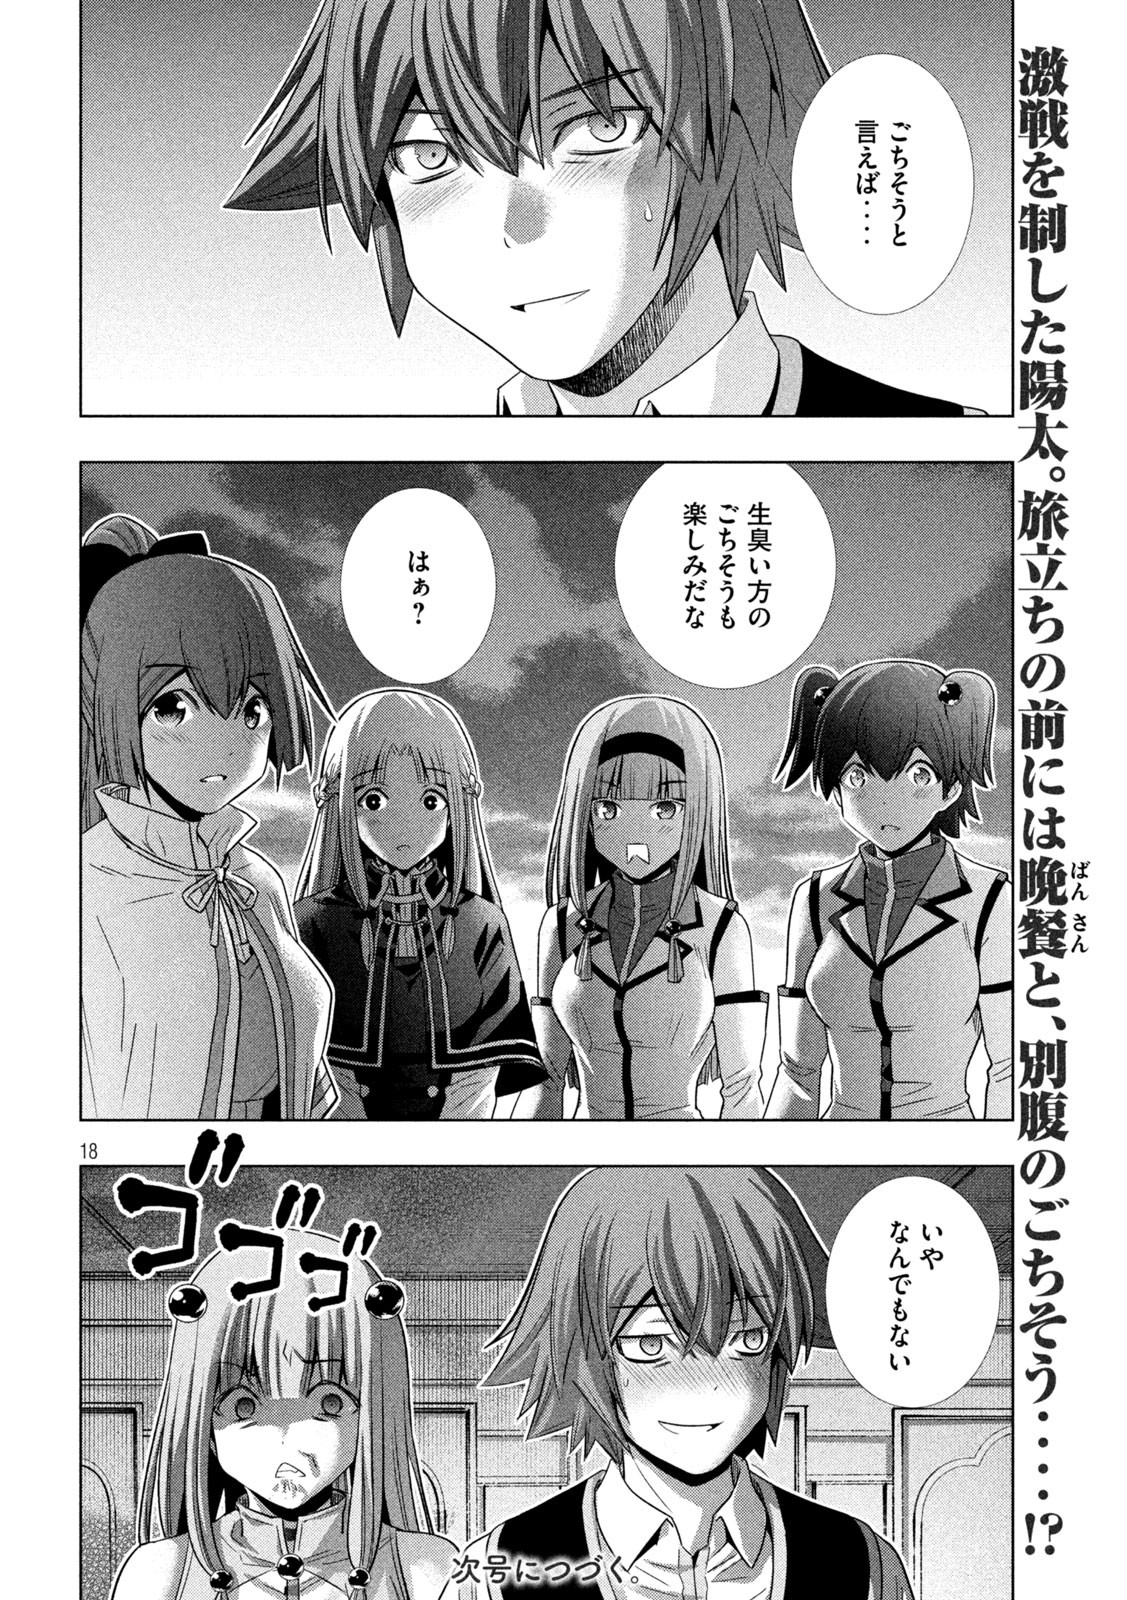 激戦を制した陽太。旅立ちの前には晩餐と、別腹のごちそう‥‥‥!?
ばんさん
ごちそうと
言えば‥‥
生臭い方の
ごちそうも
楽しみだな
はぁ?
18
ゴゴゴ
いや
なんでもない
次号につづく。